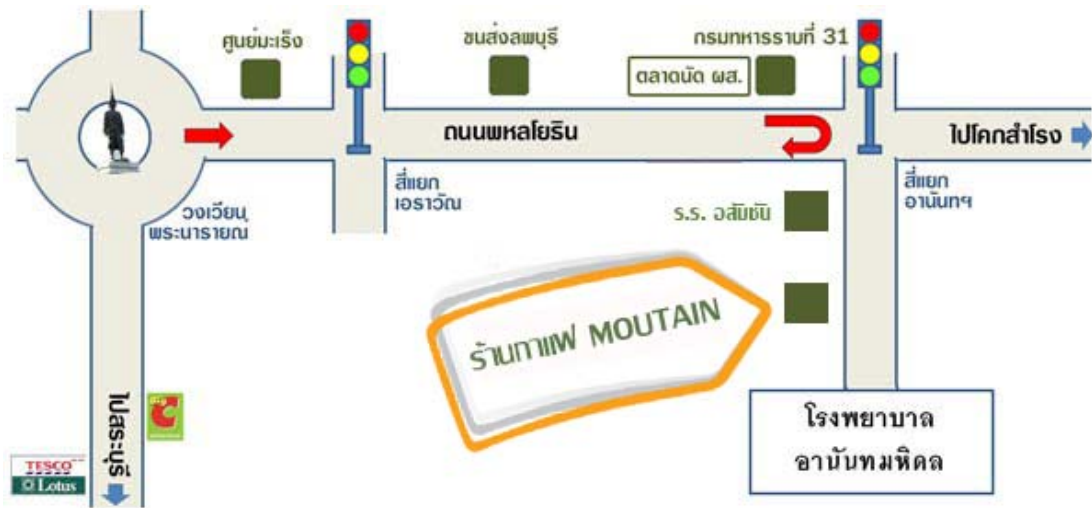 ศูนย์มะเร็ง
ขนส่งลพบุรี
กรมทหารราบที่ 31
ตลาดนัด ผส.
ถนนพหลโยธิน
ไปโคกสำโรง
สี่แยก
เอราวัณ
สี่แยก
อานันทฯ
วงเวียน
พระนารายณ
ร.ร. อสัมชัน
ร้านกาแฟ MOUTAIN
ไปสระบุรี
Big
C
TESCO
Lotus
โรงพยาบาล
อานันทมหิดล